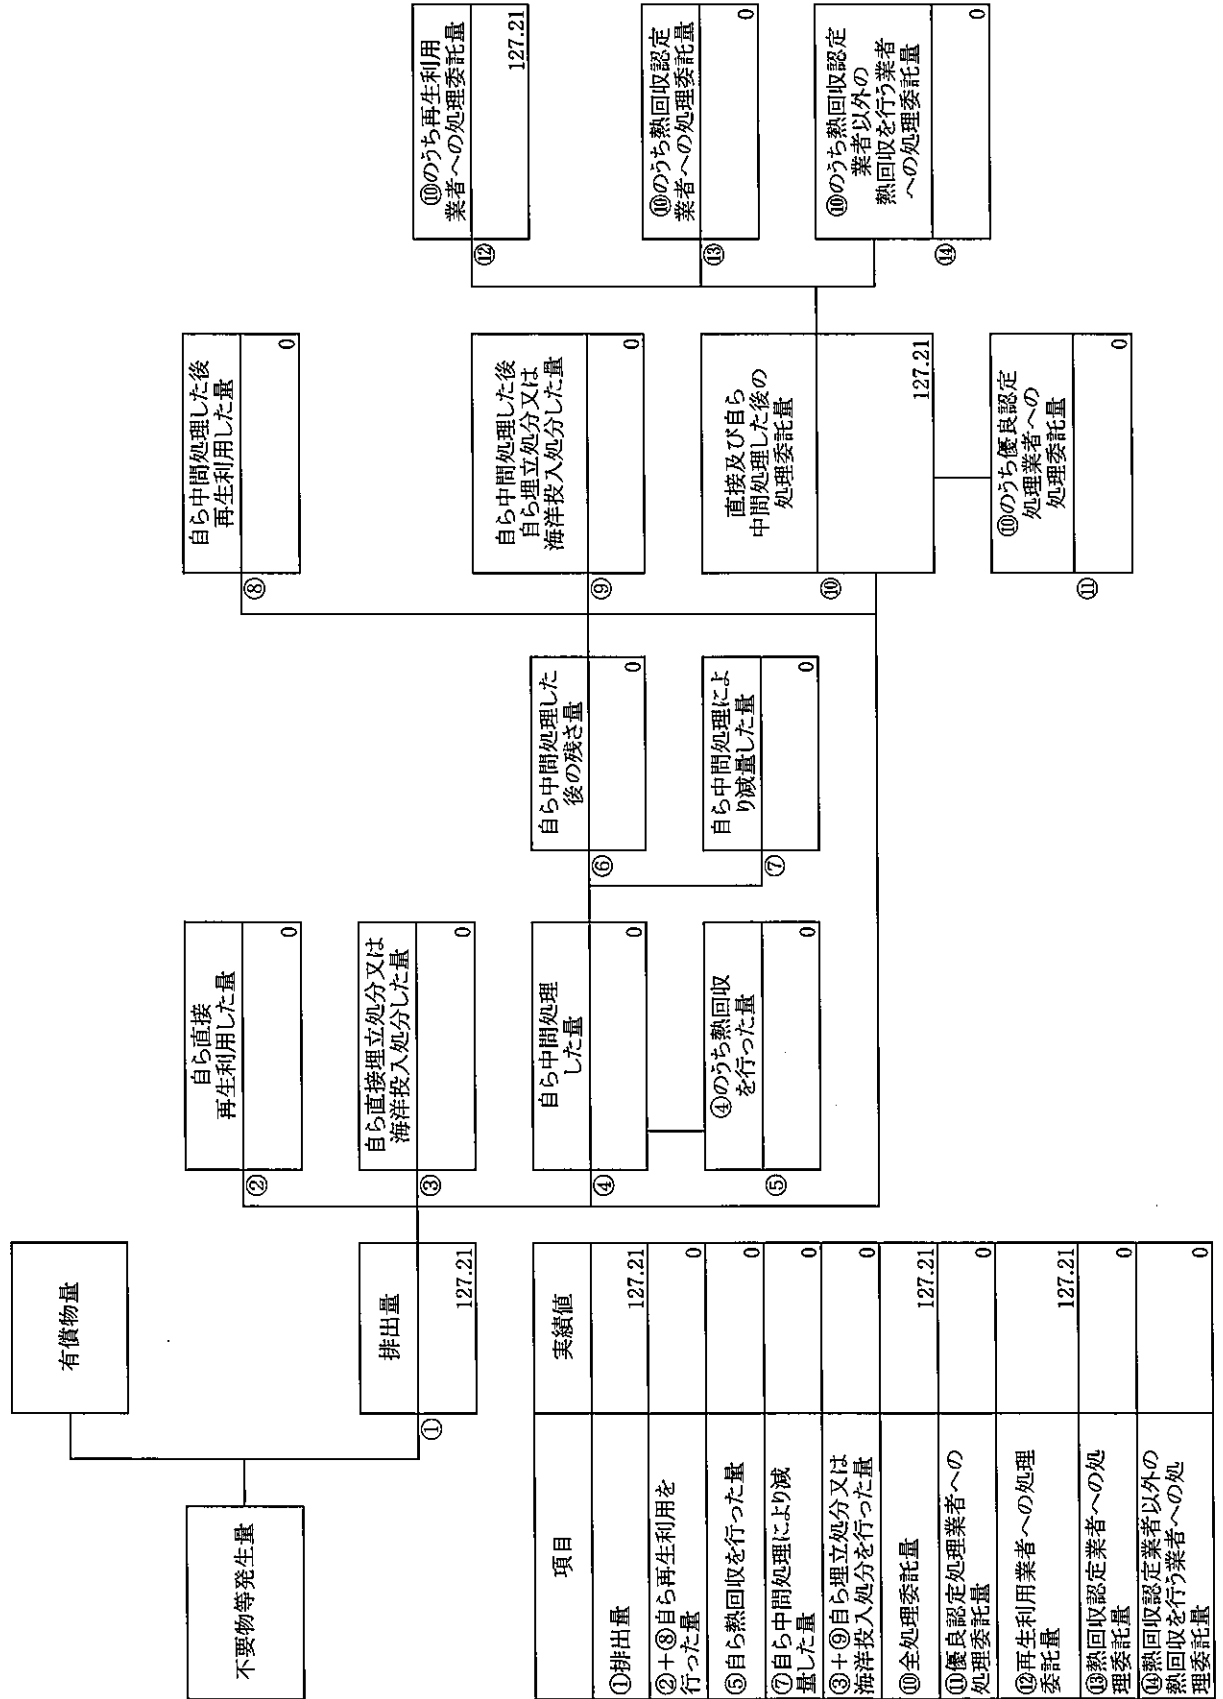 不要物等発生量
有償物量
①
排出量
127.21
②
自ら直接
再生利用した量
0
③
自ら直接埋立処分又は
海洋投入処分した量
0
④
自ら中間処理
した量
0
⑤
④のうち熱回収
を行った量
0
⑥
自ら中間処理した
後の残さ量
0
⑦
自ら中間処理によ
り減量した量
0
⑧
自ら中間処理した後
再生利用した量
0
⑨
自ら中間処理した後
自ら埋立処分又は
海洋投入処分した量
0
⑩
直接及び自ら
中間処理した後の
処理委託量
127.21
⑪
⑩のうち優良認定
処理業者への
処理委託量
0
⑫
⑩のうち再生利用
業者への処理委託量
127.21
⑬
⑩のうち熱回収認定
業者への処理委託量
0
⑭
⑩のうち熱回収認定
業者以外の
熱回収を行う業者
への処理委託量
0
項目 実績値
①排出量 127.21
②+⑧自ら再生利用を
行った量 0
⑤自ら熱回収を行った量 0
⑦自ら中間処理により減
量した量 0
③+⑨自ら埋立処分又は
海洋投入処分を行った量 0
⑩全処理委託量 127.21
⑪優良認定処理業者への
処理委託量 0
⑫再生利用業者への処理
委託量 127.21
⑬熱回収認定業者への処
理委託量 0
⑭熱回収認定業者以外の
熱回収を行う業者への処
理委託量 0